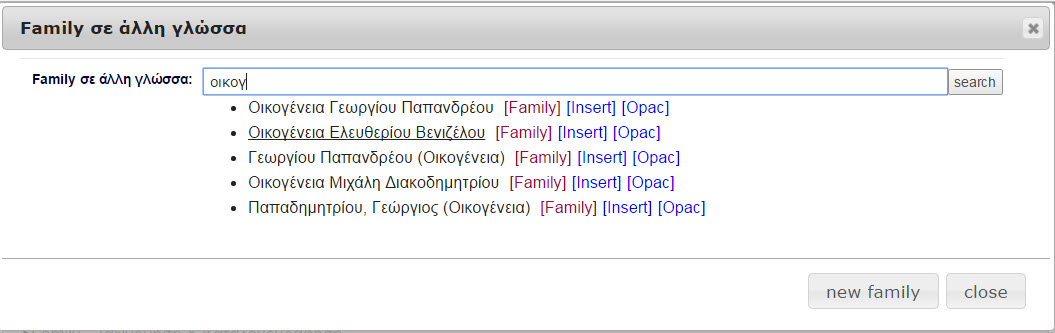 Family σε άλλη γλώσσα
Family σε άλλη γλώσσα: οικογ search
Οικογένεια Γεωργίου Παπανδρέου [Family] [Insert] [Opac]
Οικογένεια Ελευθερίου Βενιζέλου [Family] [Insert] [Opac]
Γεωργίου Παπανδρέου (Οικογένεια) [Family] [Insert] [Opac]
Οικογένεια Μιχάλη Διακοδημητρίου [Family] [Insert] [Opac]
Παπαδημητρίου, Γεώργιος (Οικογένεια) [Family] [Insert] [Opac]
new family close